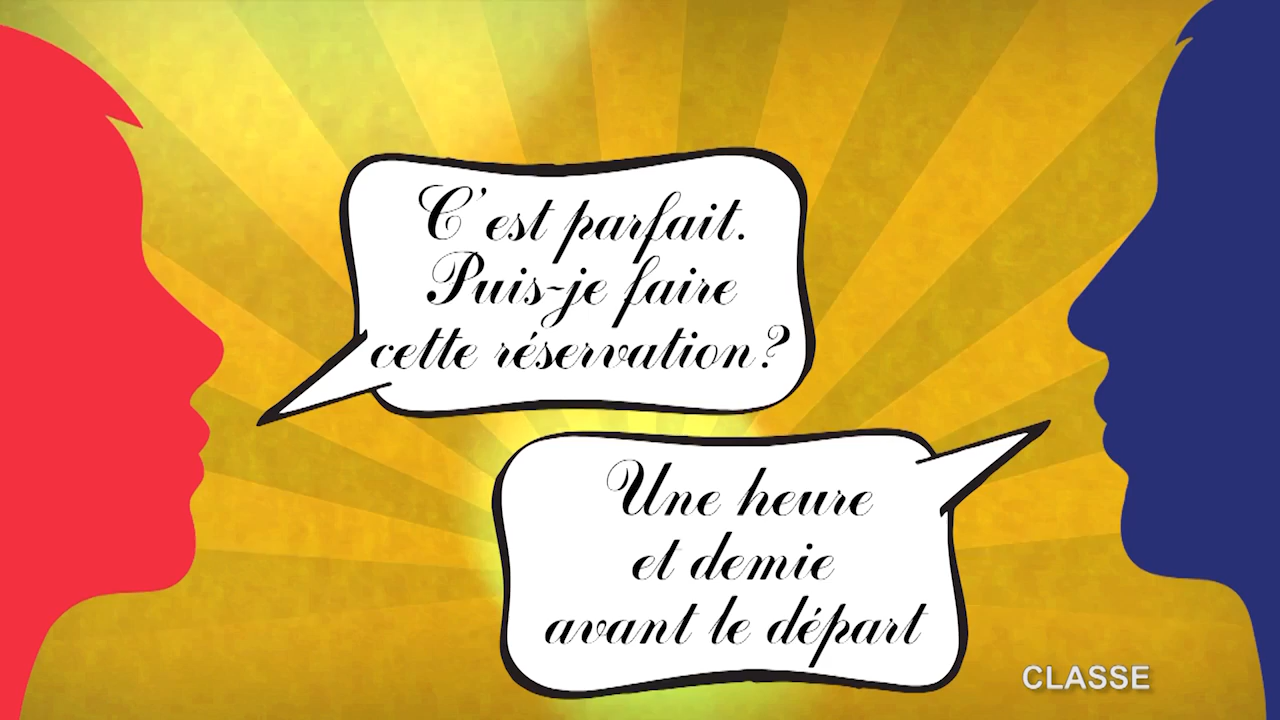 C'est parfait.
Puis-je faire
cette réservation?
Une heure
et demie
avant le départ
CLASSE